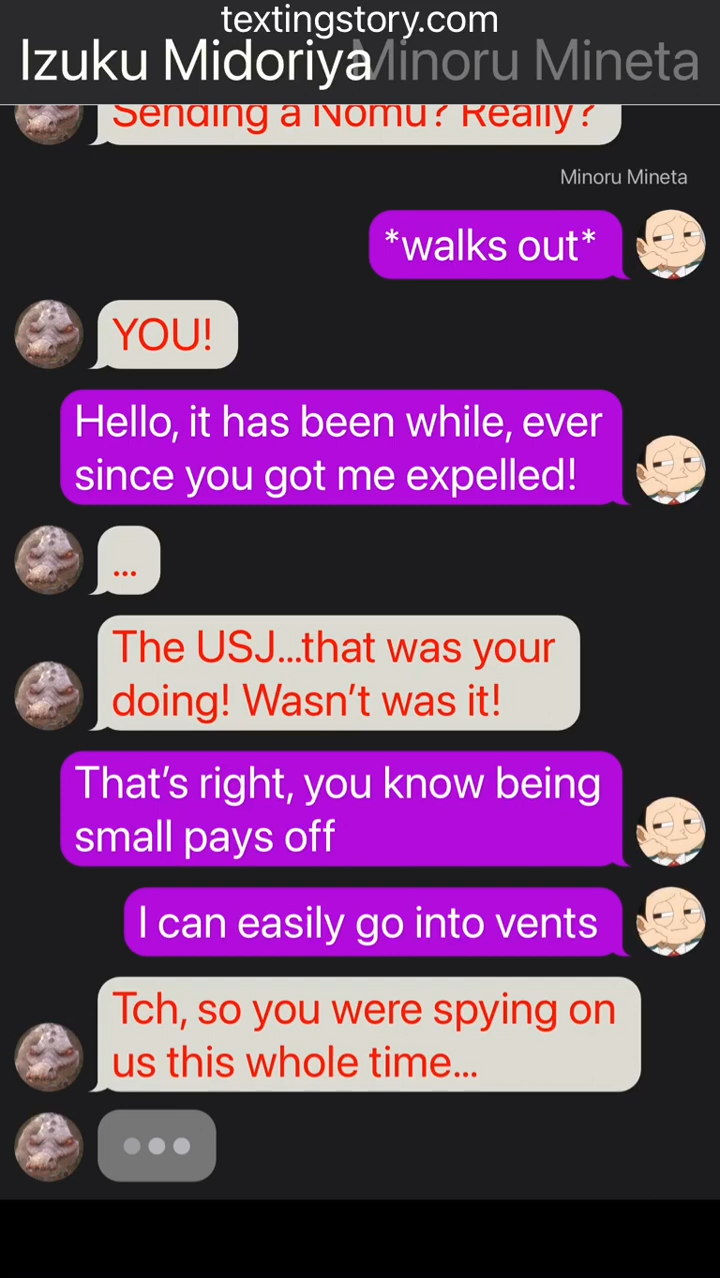 textingstory.com
Izuku Midoriya Minoru Mineta
Sending a Nomu? Really?
Minoru Mineta
*walks out*
YOU!
Hello, it has been while, ever
since you got me expelled!
...
The USJ...that was your
doing! Wasn't was it!
That's right, you know being
small pays off
I can easily go into vents
Tch, so you were spying on
us this whole time...